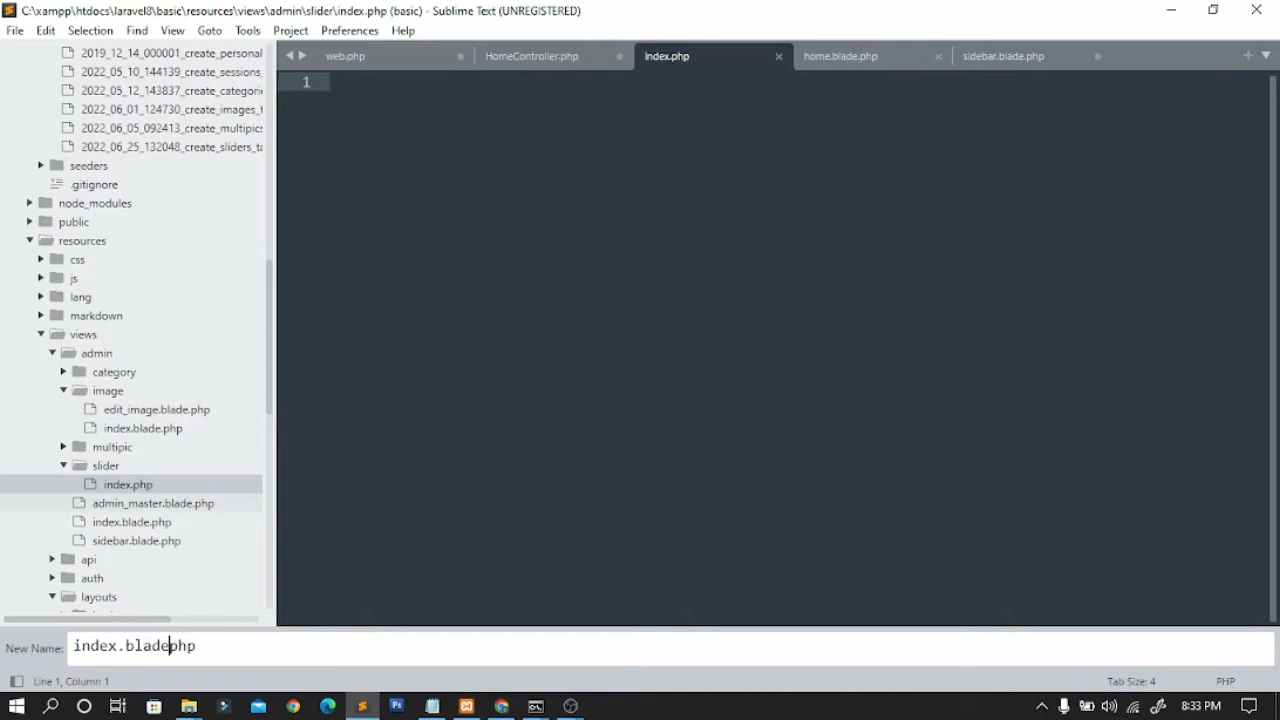 C:\xampp\htdocs\laravel8\basic\resources\views\admin\slider\index.php (basic) - Sublime Text (UNREGISTERED)
File Edit Selection Find View Goto Tools Project Preferences Help
web.php HomeController.php index.php home.blade.php sidebar.blade.php
1
2019_12_14_000001_create_personal
2022_05_10_144139_create_sessions_
2022_05_12_143837_create_categori
2022_06_01_124730_create_images_t
2022_06_05_092413_create_multipics
2022_06_25_132048_create_sliders_ta
seeders
.gitignore
node_modules
public
resources
css
js
lang
markdown
views
admin
category
image
edit_image.blade.php
index.blade.php
multipic
slider
index.php
admin_master.blade.php
index.blade.php
sidebar.blade.php
api
auth
layouts
New Name: index.bladephp
Line 1, Column 1 Tab Size: 4 PHP
8:33 PM